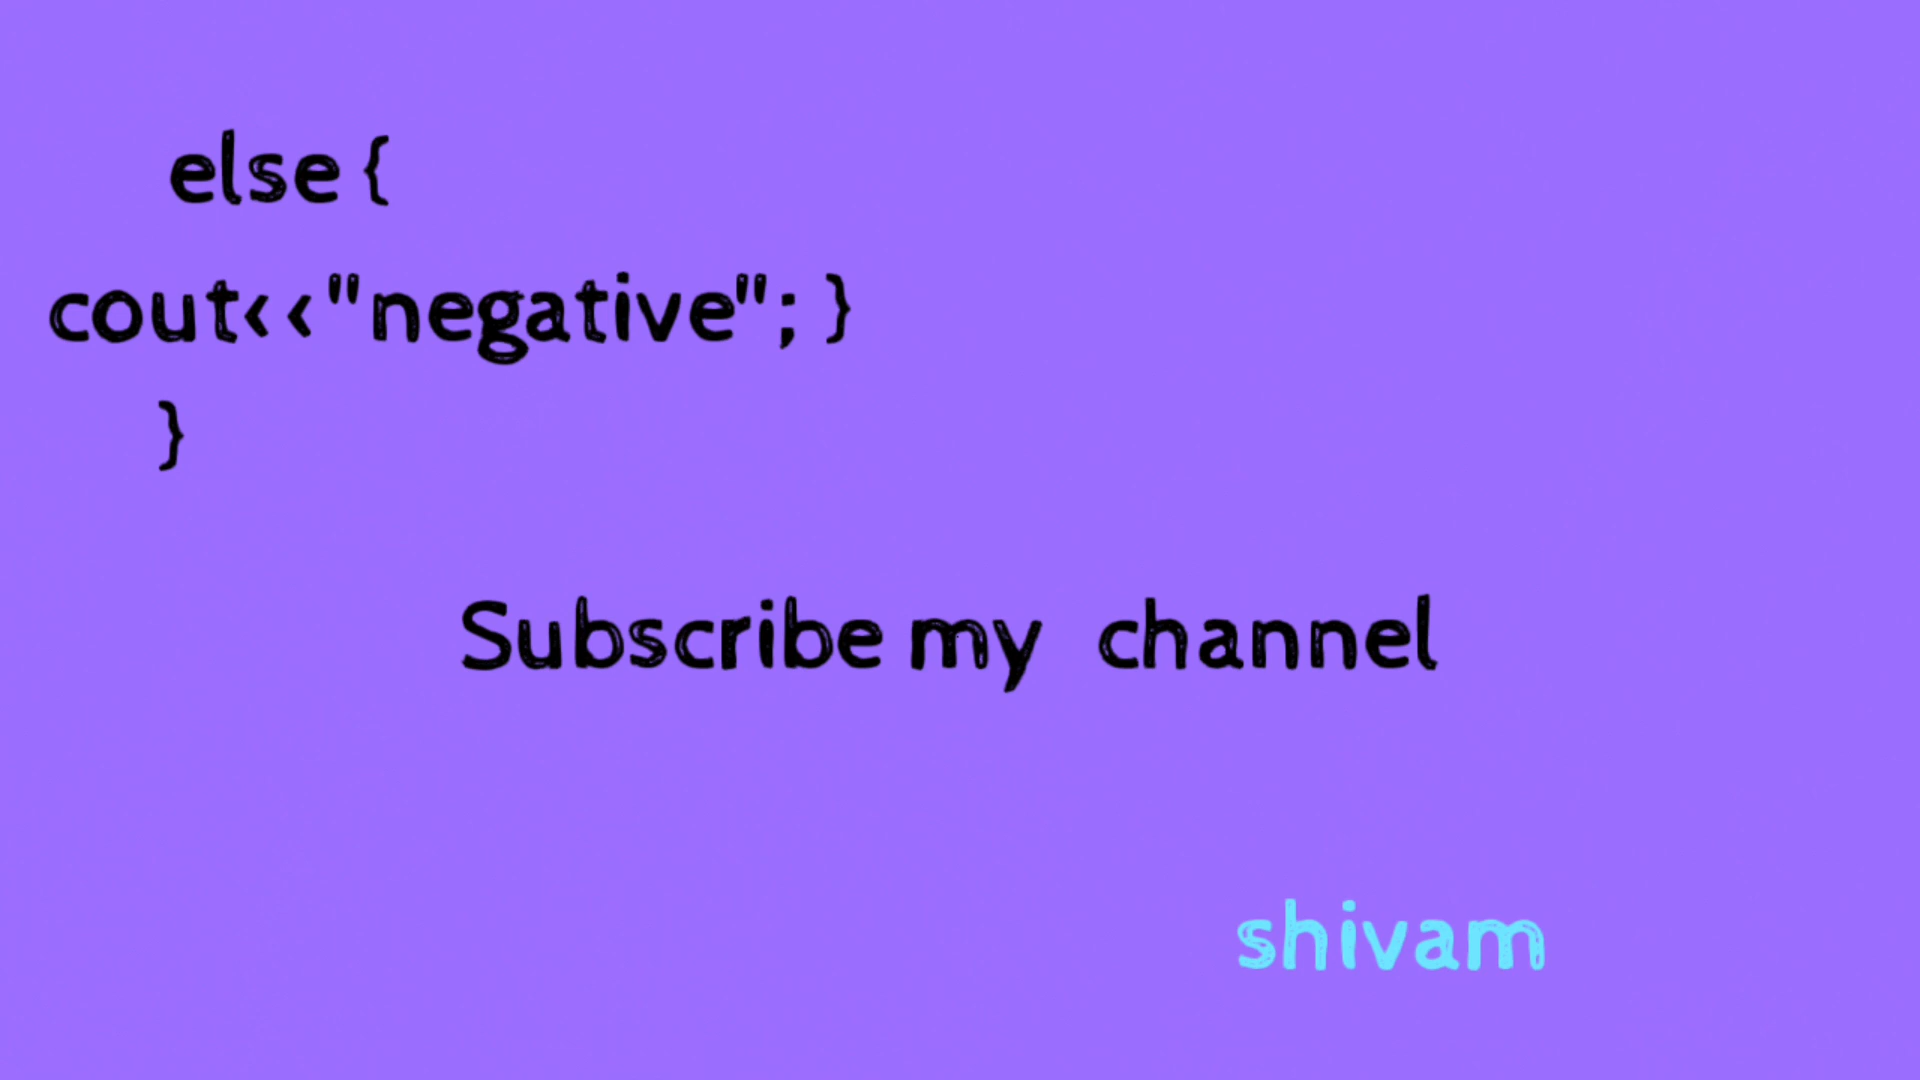 else {
cout<<"negative"; }
}
Subscribe my channel
shivam